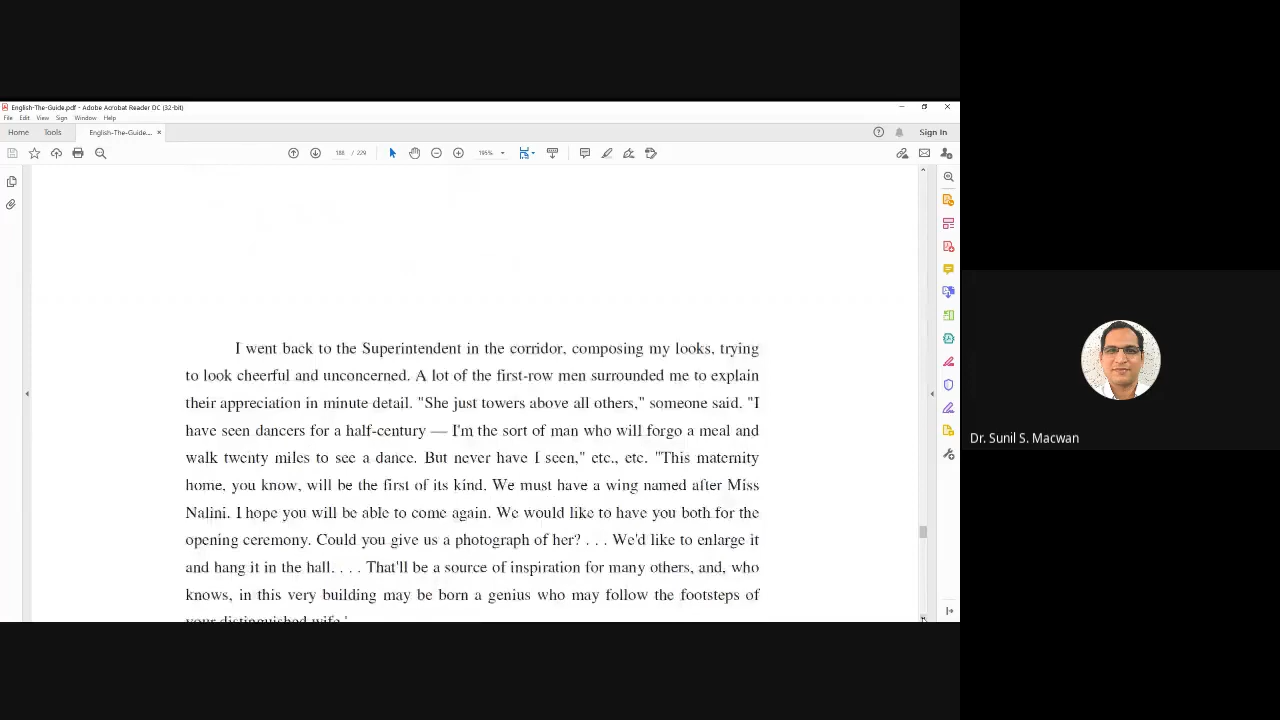 English-The-Guide.pdf - Adobe Acrobat Reader DC (32-bit)
File Edit View Sign Window Help
Home Tools English-The-Guide... × Sign In
188 / 229 195%
I went back to the Superintendent in the corridor, composing my looks, trying
to look cheerful and unconcerned. A lot of the first-row men surrounded me to explain
their appreciation in minute detail. "She just towers above all others," someone said. "I
have seen dancers for a half-century — I'm the sort of man who will forgo a meal and
walk twenty miles to see a dance. But never have I seen," etc., etc. "This maternity
home, you know, will be the first of its kind. We must have a wing named after Miss
Nalini. I hope you will be able to come again. We would like to have you both for the
opening ceremony. Could you give us a photograph of her? . . . We'd like to enlarge it
and hang it in the hall. . . . That'll be a source of inspiration for many others, and, who
knows, in this very building may be born a genius who may follow the footsteps of
your distinguished wife.'
Dr. Sunil S. Macwan